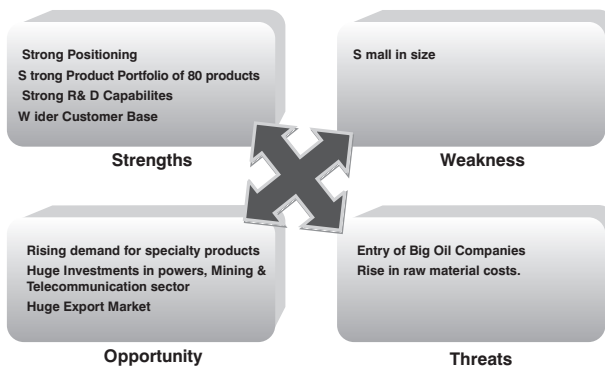 Strong Positioning
S trong Product Portfolio of 80 products
Strong R& D Capabilites
W ider Customer Base
Strengths
S mall in size
Weakness
Rising demand for specialty products
Huge Investments in powers, Mining &
Telecommunication sector
Huge Export Market
Opportunity
Entry of Big Oil Companies
Rise in raw material costs.
Threats